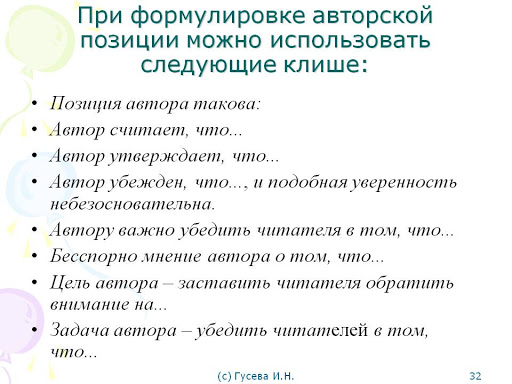 При формулировке авторской
позиции можно использовать
следующие клише:
• Позиция автора такова:
• Автор считает, что...
• Автор утверждает, что...
• Автор убежден, что..., и подобная уверенность
небезосновательна.
• Автору важно убедить читателя в том, что...
• Бесспорно мнение автора о том, что...
• Цель автора – заставить читателя обратить
внимание на...
• Задача автора – убедить читателей в том,
что...
(с) Гусева И.Н.
32